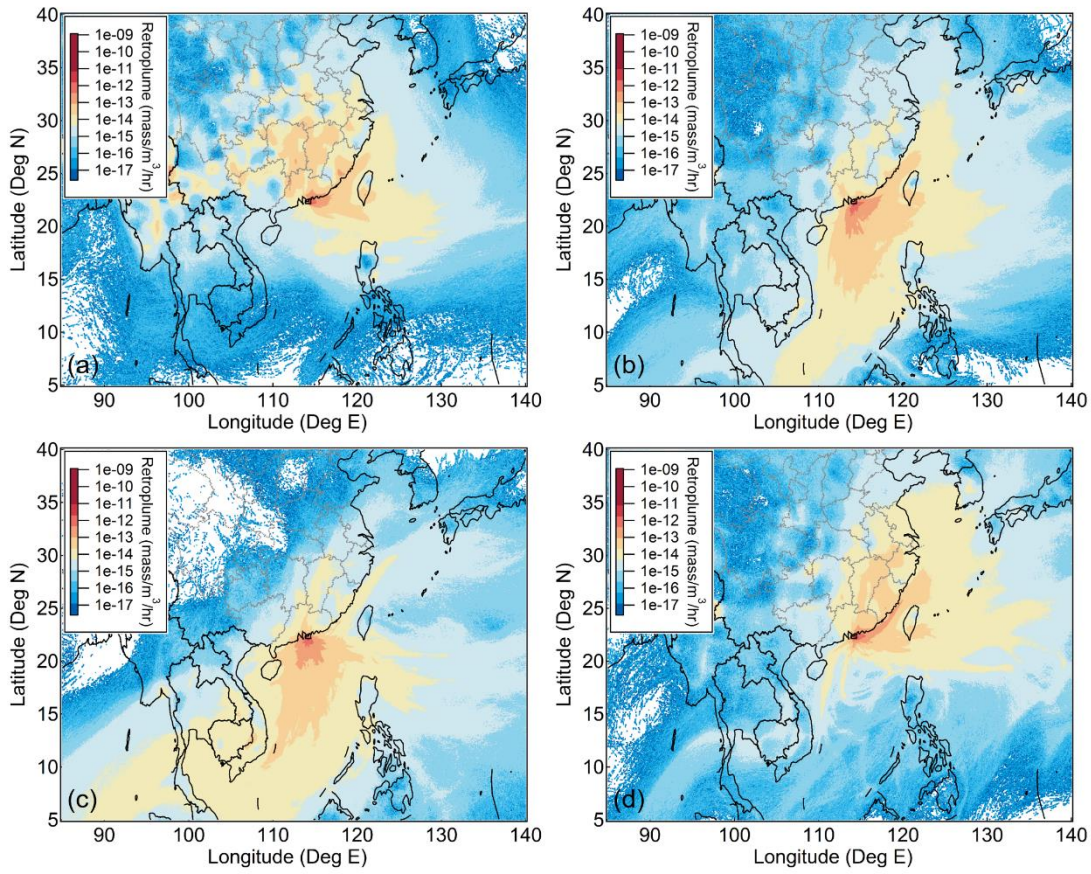 40
35
30
25
20
15
10
5
Latitude (Deg N)
1e-09
1e-10
1e-11
1e-12
1e-13
1e-14
1e-15
1e-16
1e-17
Retroplume (mass/m³/hr)
(a)
90 100 110 120 130 140
Longitude (Deg E)
40
35
30
25
20
15
10
5
Latitude (Deg N)
1e-09
1e-10
1e-11
1e-12
1e-13
1e-14
1e-15
1e-16
1e-17
Retroplume (mass/m³/hr)
(b)
90 100 110 120 130 140
Longitude (Deg E)
40
35
30
25
20
15
10
5
Latitude (Deg N)
1e-09
1e-10
1e-11
1e-12
1e-13
1e-14
1e-15
1e-16
1e-17
Retroplume (mass/m³/hr)
(c)
90 100 110 120 130 140
Longitude (Deg E)
40
35
30
25
20
15
10
5
Latitude (Deg N)
1e-09
1e-10
1e-11
1e-12
1e-13
1e-14
1e-15
1e-16
1e-17
Retroplume (mass/m³/hr)
(d)
90 100 110 120 130 140
Longitude (Deg E)